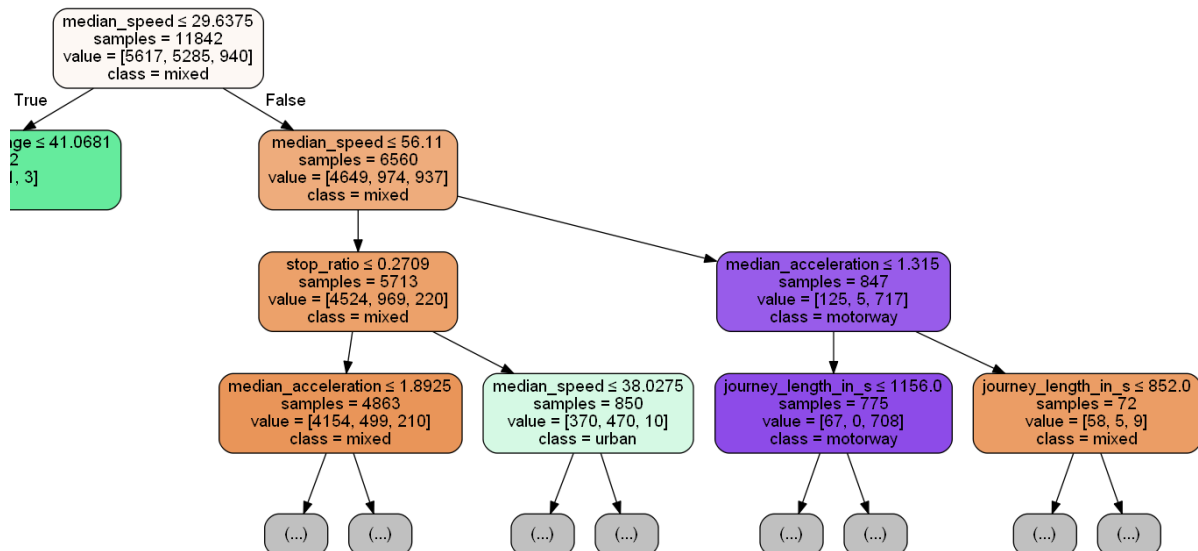 median_speed ≤ 29.6375
samples = 11842
value = [5617, 5285, 940]
class = mixed
True
False
≤ 41.0681
3]
median_speed ≤ 56.11
samples = 6560
value = [4649, 974, 937]
class = mixed
stop_ratio ≤ 0.2709
samples = 5713
value = [4524, 969, 220]
class = mixed
median_acceleration ≤ 1.315
samples = 847
value = [125, 5, 717]
class = motorway
median_acceleration ≤ 1.8925
samples = 4863
value = [4154, 499, 210]
class = mixed
median_speed ≤ 38.0275
samples = 850
value = [370, 470, 10]
class = urban
journey_length_in_s ≤ 1156.0
samples = 775
value = [67, 0, 708]
class = motorway
journey_length_in_s ≤ 852.0
samples = 72
value = [58, 5, 9]
class = mixed
(...)
(...)
(...)
(...)
(...)
(...)
(...)
(...)